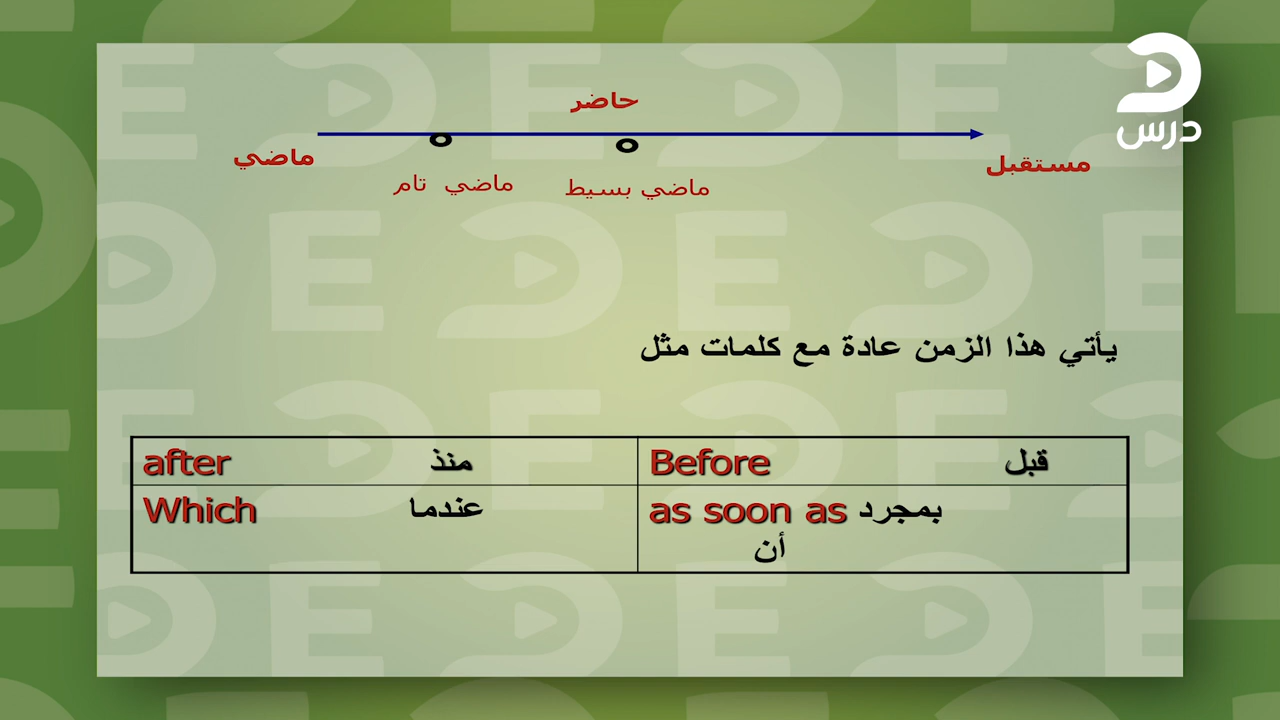 درس
حاضر
ماضي
مستقبل
ماضي تام
ماضي بسيط
يأتي هذا الزمن عادة مع كلمات مثل
after منذ
Before قبل
Which عندما
as soon as بمجرد
أن